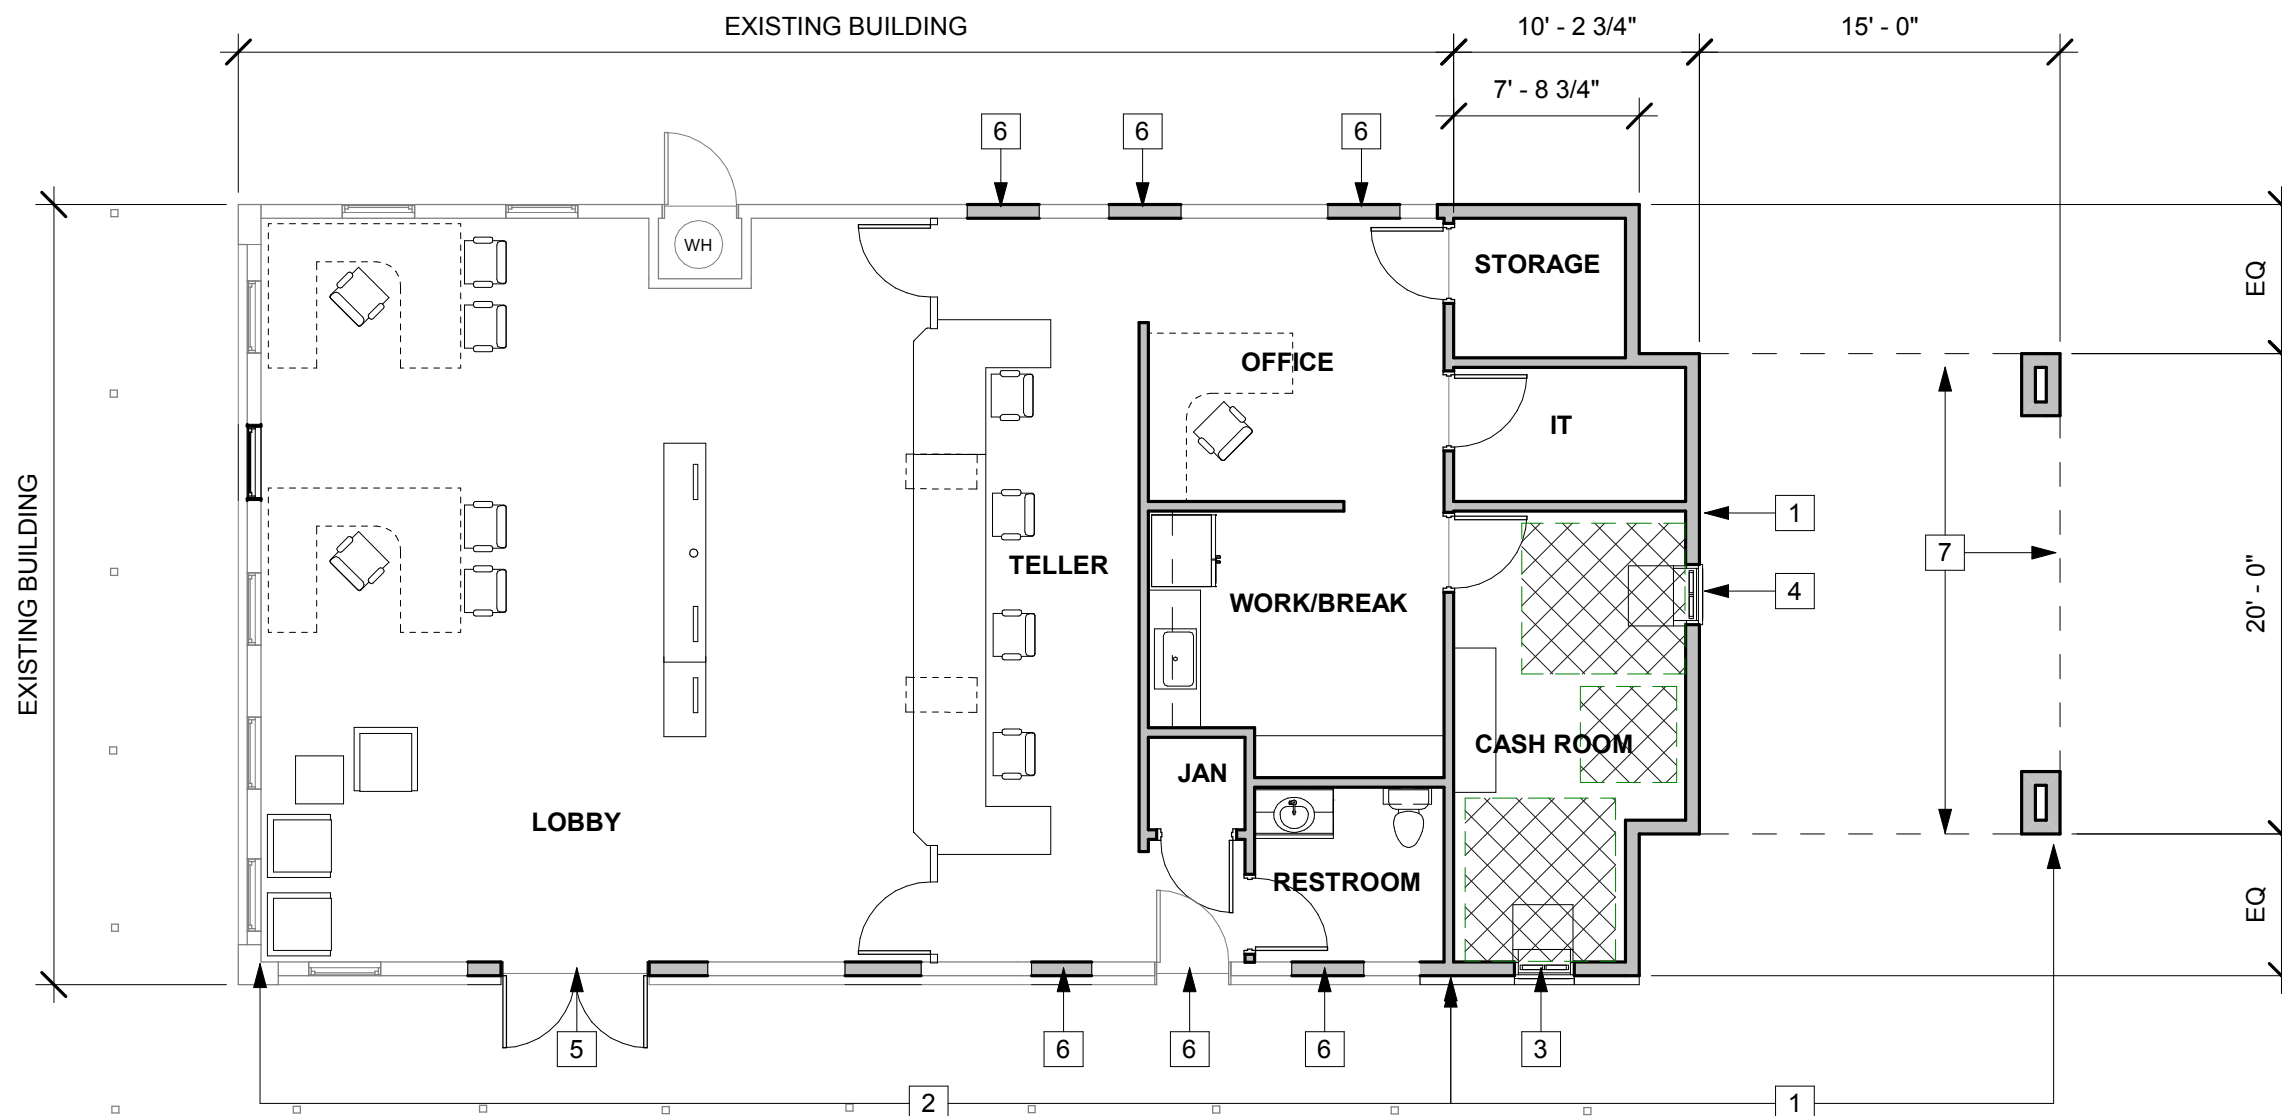 EXISTING BUILDING
10' - 2 3/4"
15' - 0"
7' - 8 3/4"
6
6
6
WH
STORAGE
EQ
OFFICE
IT
EXISTING BUILDING
1
7
TELLER
4
WORK/BREAK
20' - 0"
CASH ROOM
JAN
LOBBY
RESTROOM
EQ
5
6
6
6
3
2
1